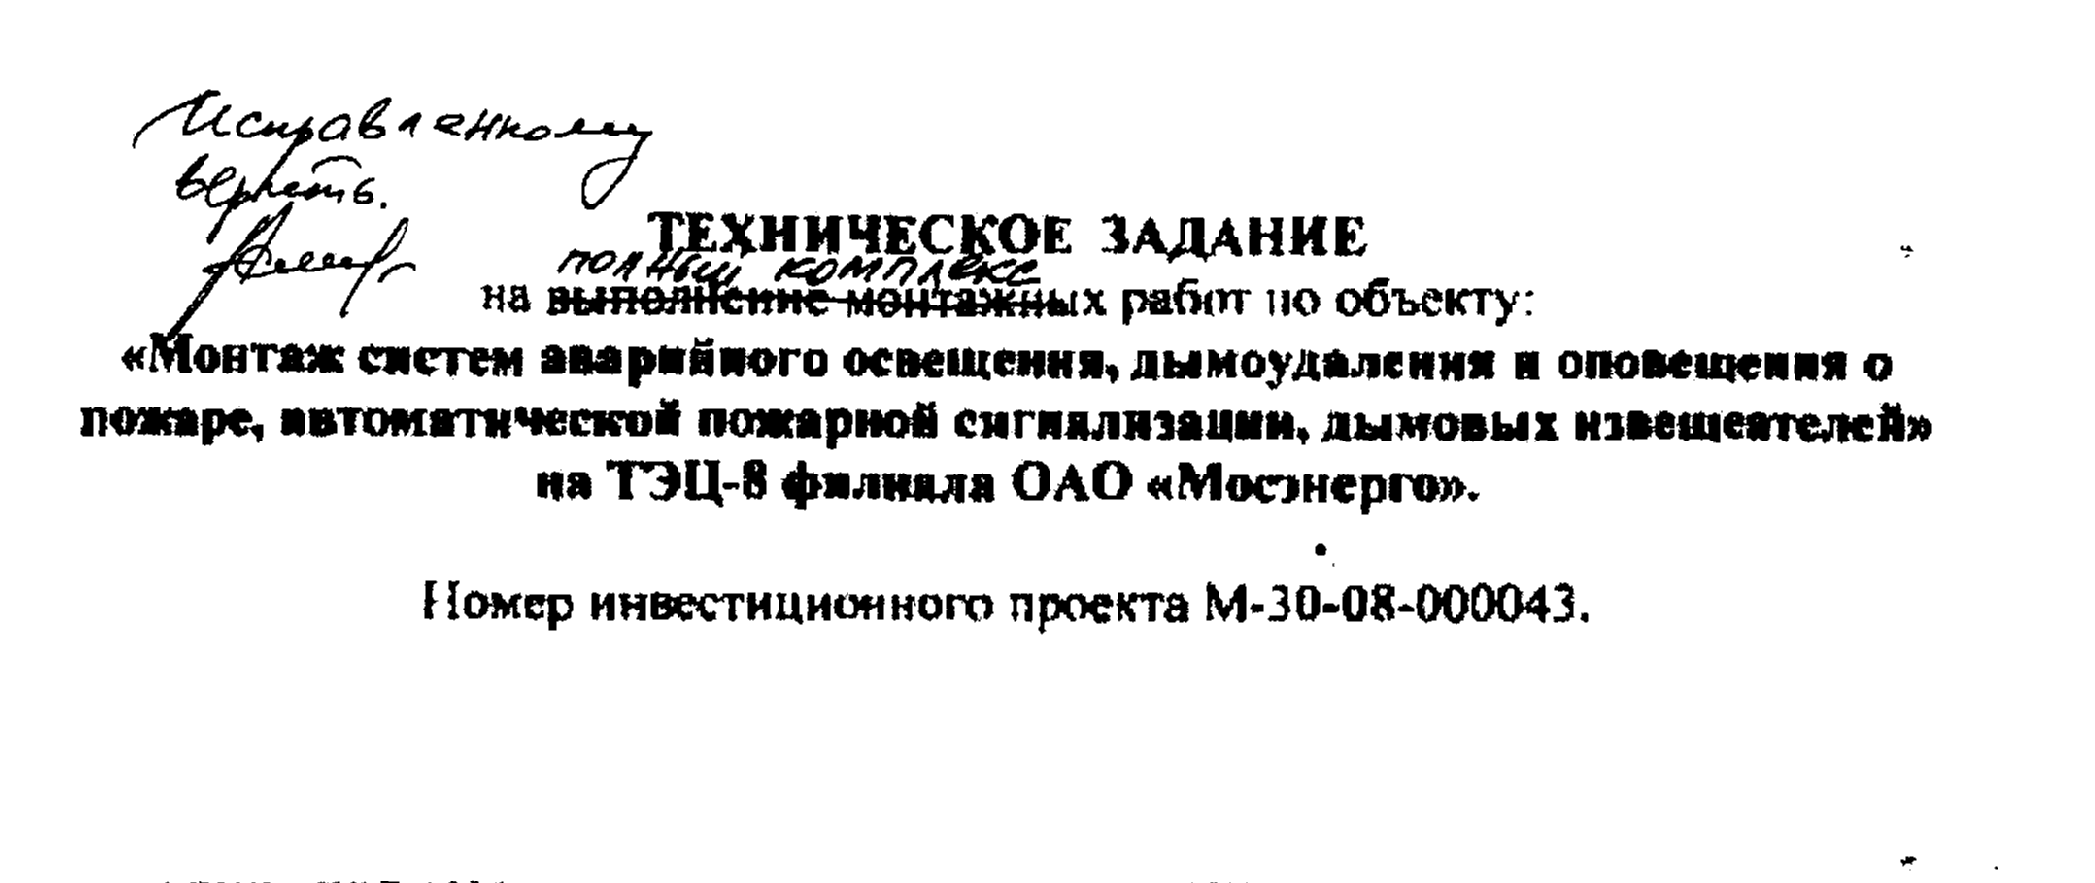 Исправленному
верить.
ТЕХНИЧЕСКОЕ ЗАДАНИЕ
полный комплекс
на выполнение монтажных работ по объекту:
«Монтаж систем аварийного освещения, дымоудаления и оповещения о
пожаре, автоматической пожарной сигнализации, дымовых извещеателей»
на ТЭЦ-8 филиала ОАО «Мосэнерго».
Номер инвестиционного проекта М-30-08-000043.